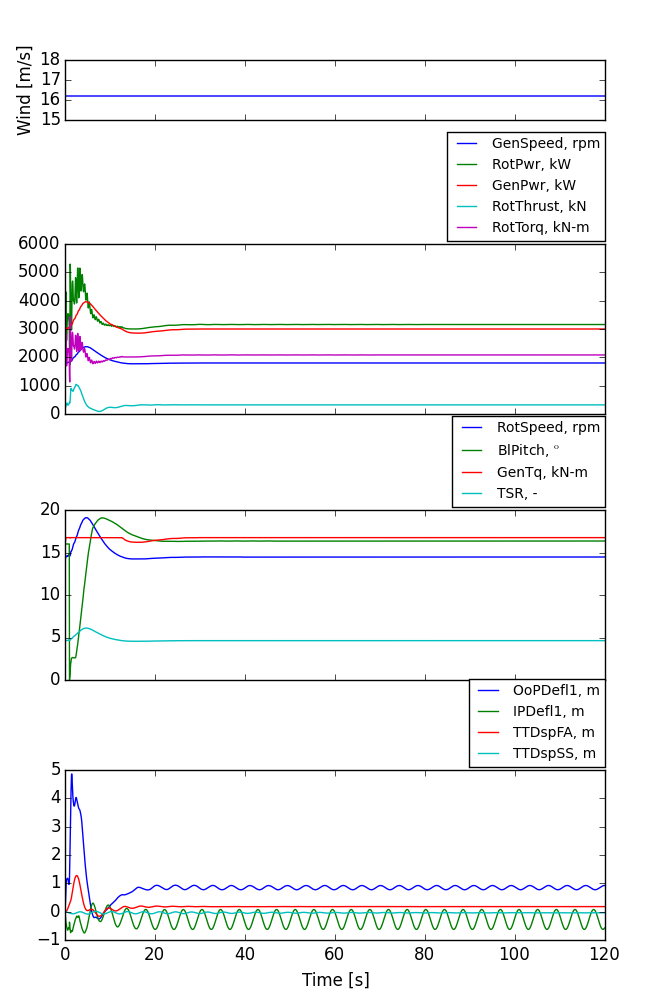 Wind [m/s]
18
17
16
15
GenSpeed, rpm
RotPwr, kW
GenPwr, kW
RotThrust, kN
RotTorq, kN-m
6000
5000
4000
3000
2000
1000
0
RotSpeed, rpm
BlPitch, °
GenTq, kN-m
TSR, -
20
15
10
5
0
OoPDefl1, m
IPDefl1, m
TTDspFA, m
TTDspSS, m
5
4
3
2
1
0
−1
0 20 40 60 80 100 120
Time [s]